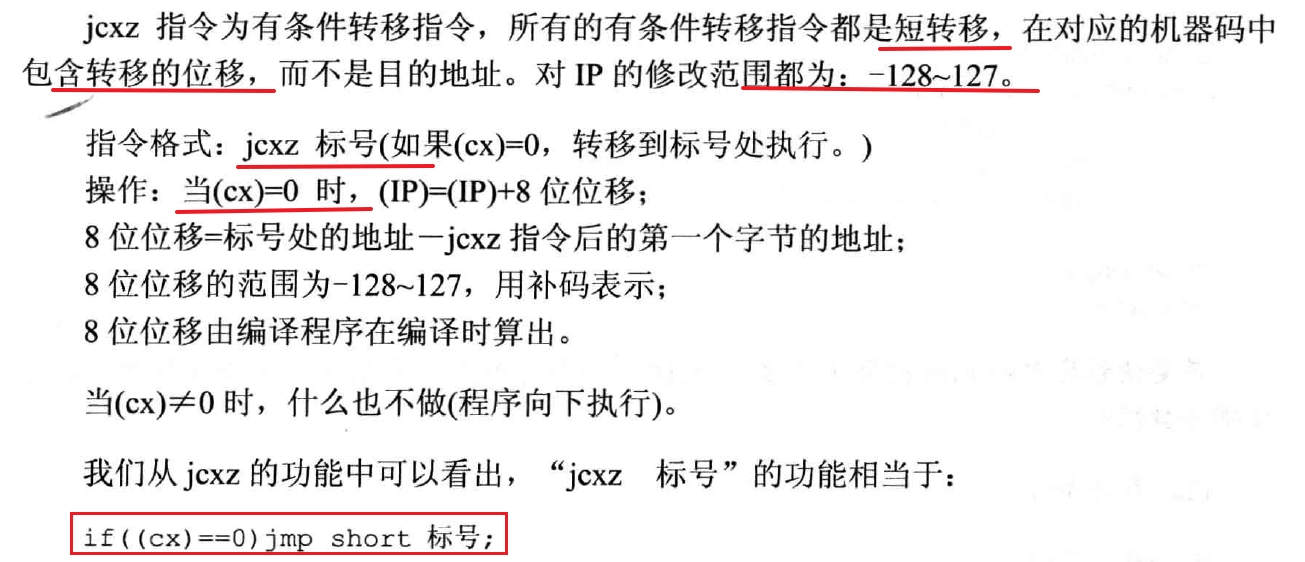 jcxz 指令为有条件转移指令，所有的有条件转移指令都是短转移，在对应的机器码中
包含转移的位移，而不是目的地址。对 IP 的修改范围都为：-128~127。
指令格式：jcxz 标号(如果(cx)=0，转移到标号处执行。)
操作：当(cx)=0 时，(IP)=(IP)+8 位位移；
8 位位移=标号处的地址－jcxz 指令后的第一个字节的地址；
8 位位移的范围为-128~127，用补码表示；
8 位位移由编译程序在编译时算出。
当(cx)≠0 时，什么也不做(程序向下执行)。
我们从 jcxz 的功能中可以看出，“jcxz 标号”的功能相当于：
if((cx)==0)jmp short 标号;